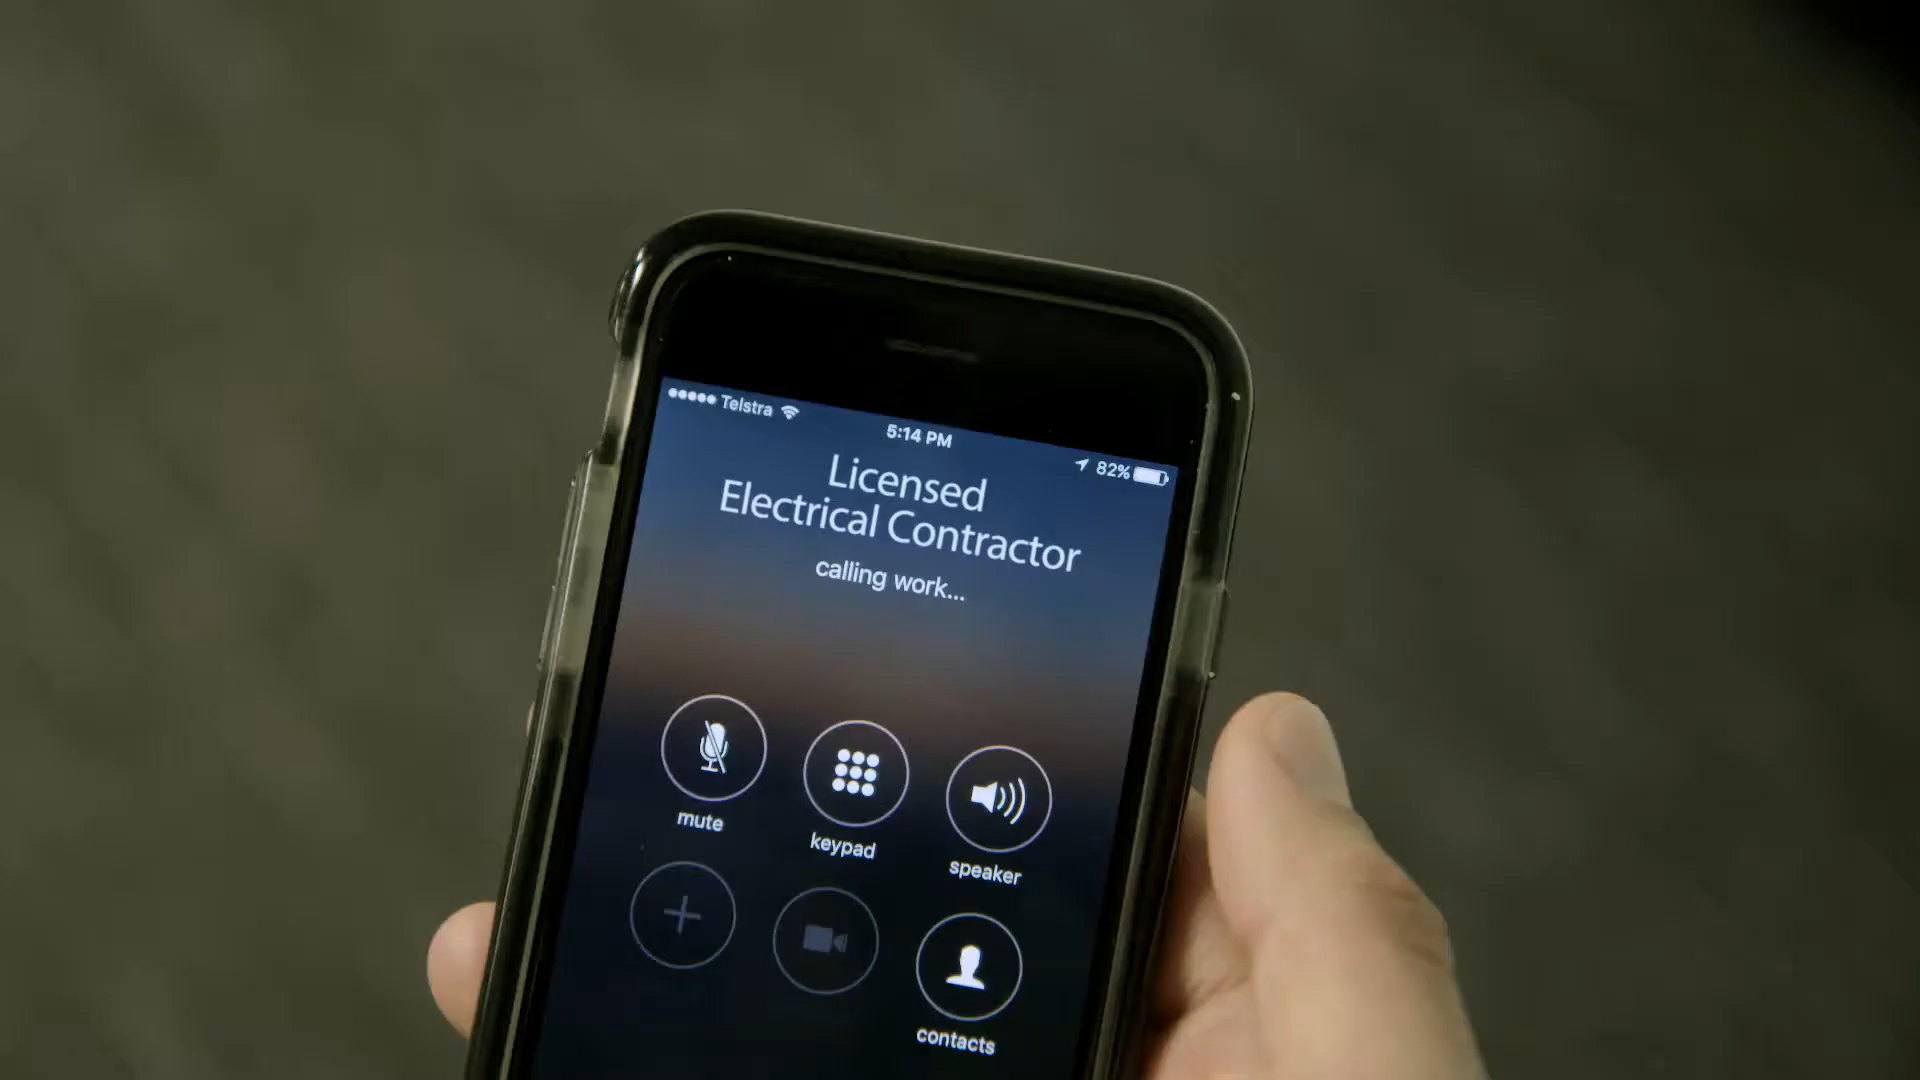 Telstra
5:14 PM
82%
Licensed
Electrical Contractor
calling work...
mute
keypad
speaker
contacts